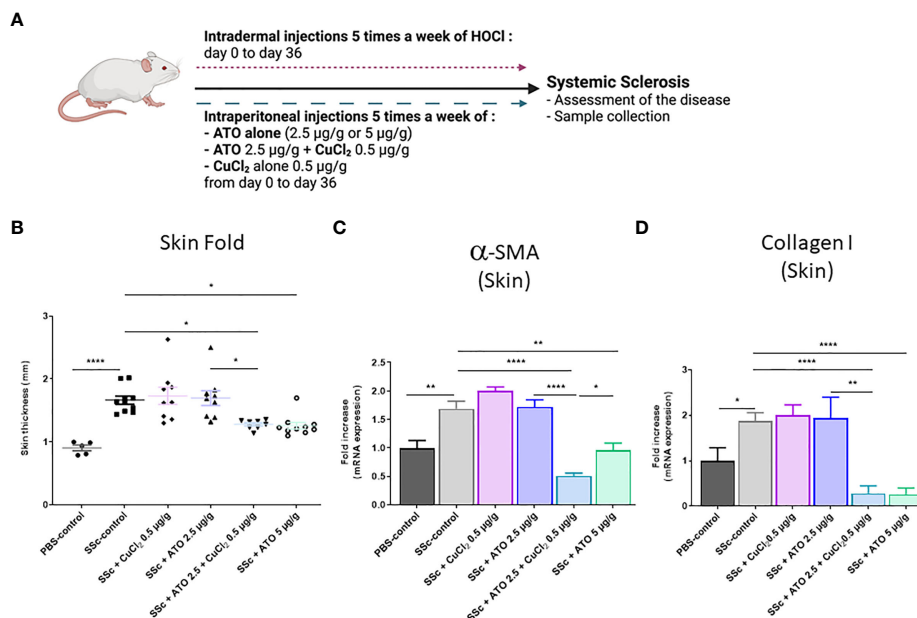 A
Intradermal injections 5 times a week of HOCl :
day 0 to day 36
Systemic Sclerosis
- Assessment of the disease
- Sample collection
Intraperitoneal injections 5 times a week of :
- ATO alone (2.5 µg/g or 5 µg/g)
- ATO 2.5 µg/g + CuCl₂ 0.5 µg/g
- CuCl₂ alone 0.5 µg/g
from day 0 to day 36
B
Skin Fold
*
*
****
*
Skin thickness (mm)
3
2
1
0
PBS-control
SSc-control
SSc + CuCl₂ 0.5 µg/g
SSc + ATO 2.5 µg/g
SSc + ATO 2.5 + CuCl₂ 0.5 µg/g
SSc + ATO 5 µg/g
C
α-SMA
(Skin)
**
****
**
****
*
Fold increase
(mRNA expression)
2.5
2.0
1.5
1.0
0.5
0.0
PBS-control
SSc-control
SSc + CuCl₂ 0.5 µg/g
SSc + ATO 2.5 µg/g
SSc + ATO 2.5 + CuCl₂ 0.5 µg/g
SSc + ATO 5 µg/g
D
Collagen I
(Skin)
****
****
*
**
Fold increase
(mRNA expression)
3
2
1
0
PBS-control
SSc-control
SSc + CuCl₂ 0.5 µg/g
SSc + ATO 2.5 µg/g
SSc + ATO 2.5 + CuCl₂0.5 µg/g
SSc + ATO 5 µg/g